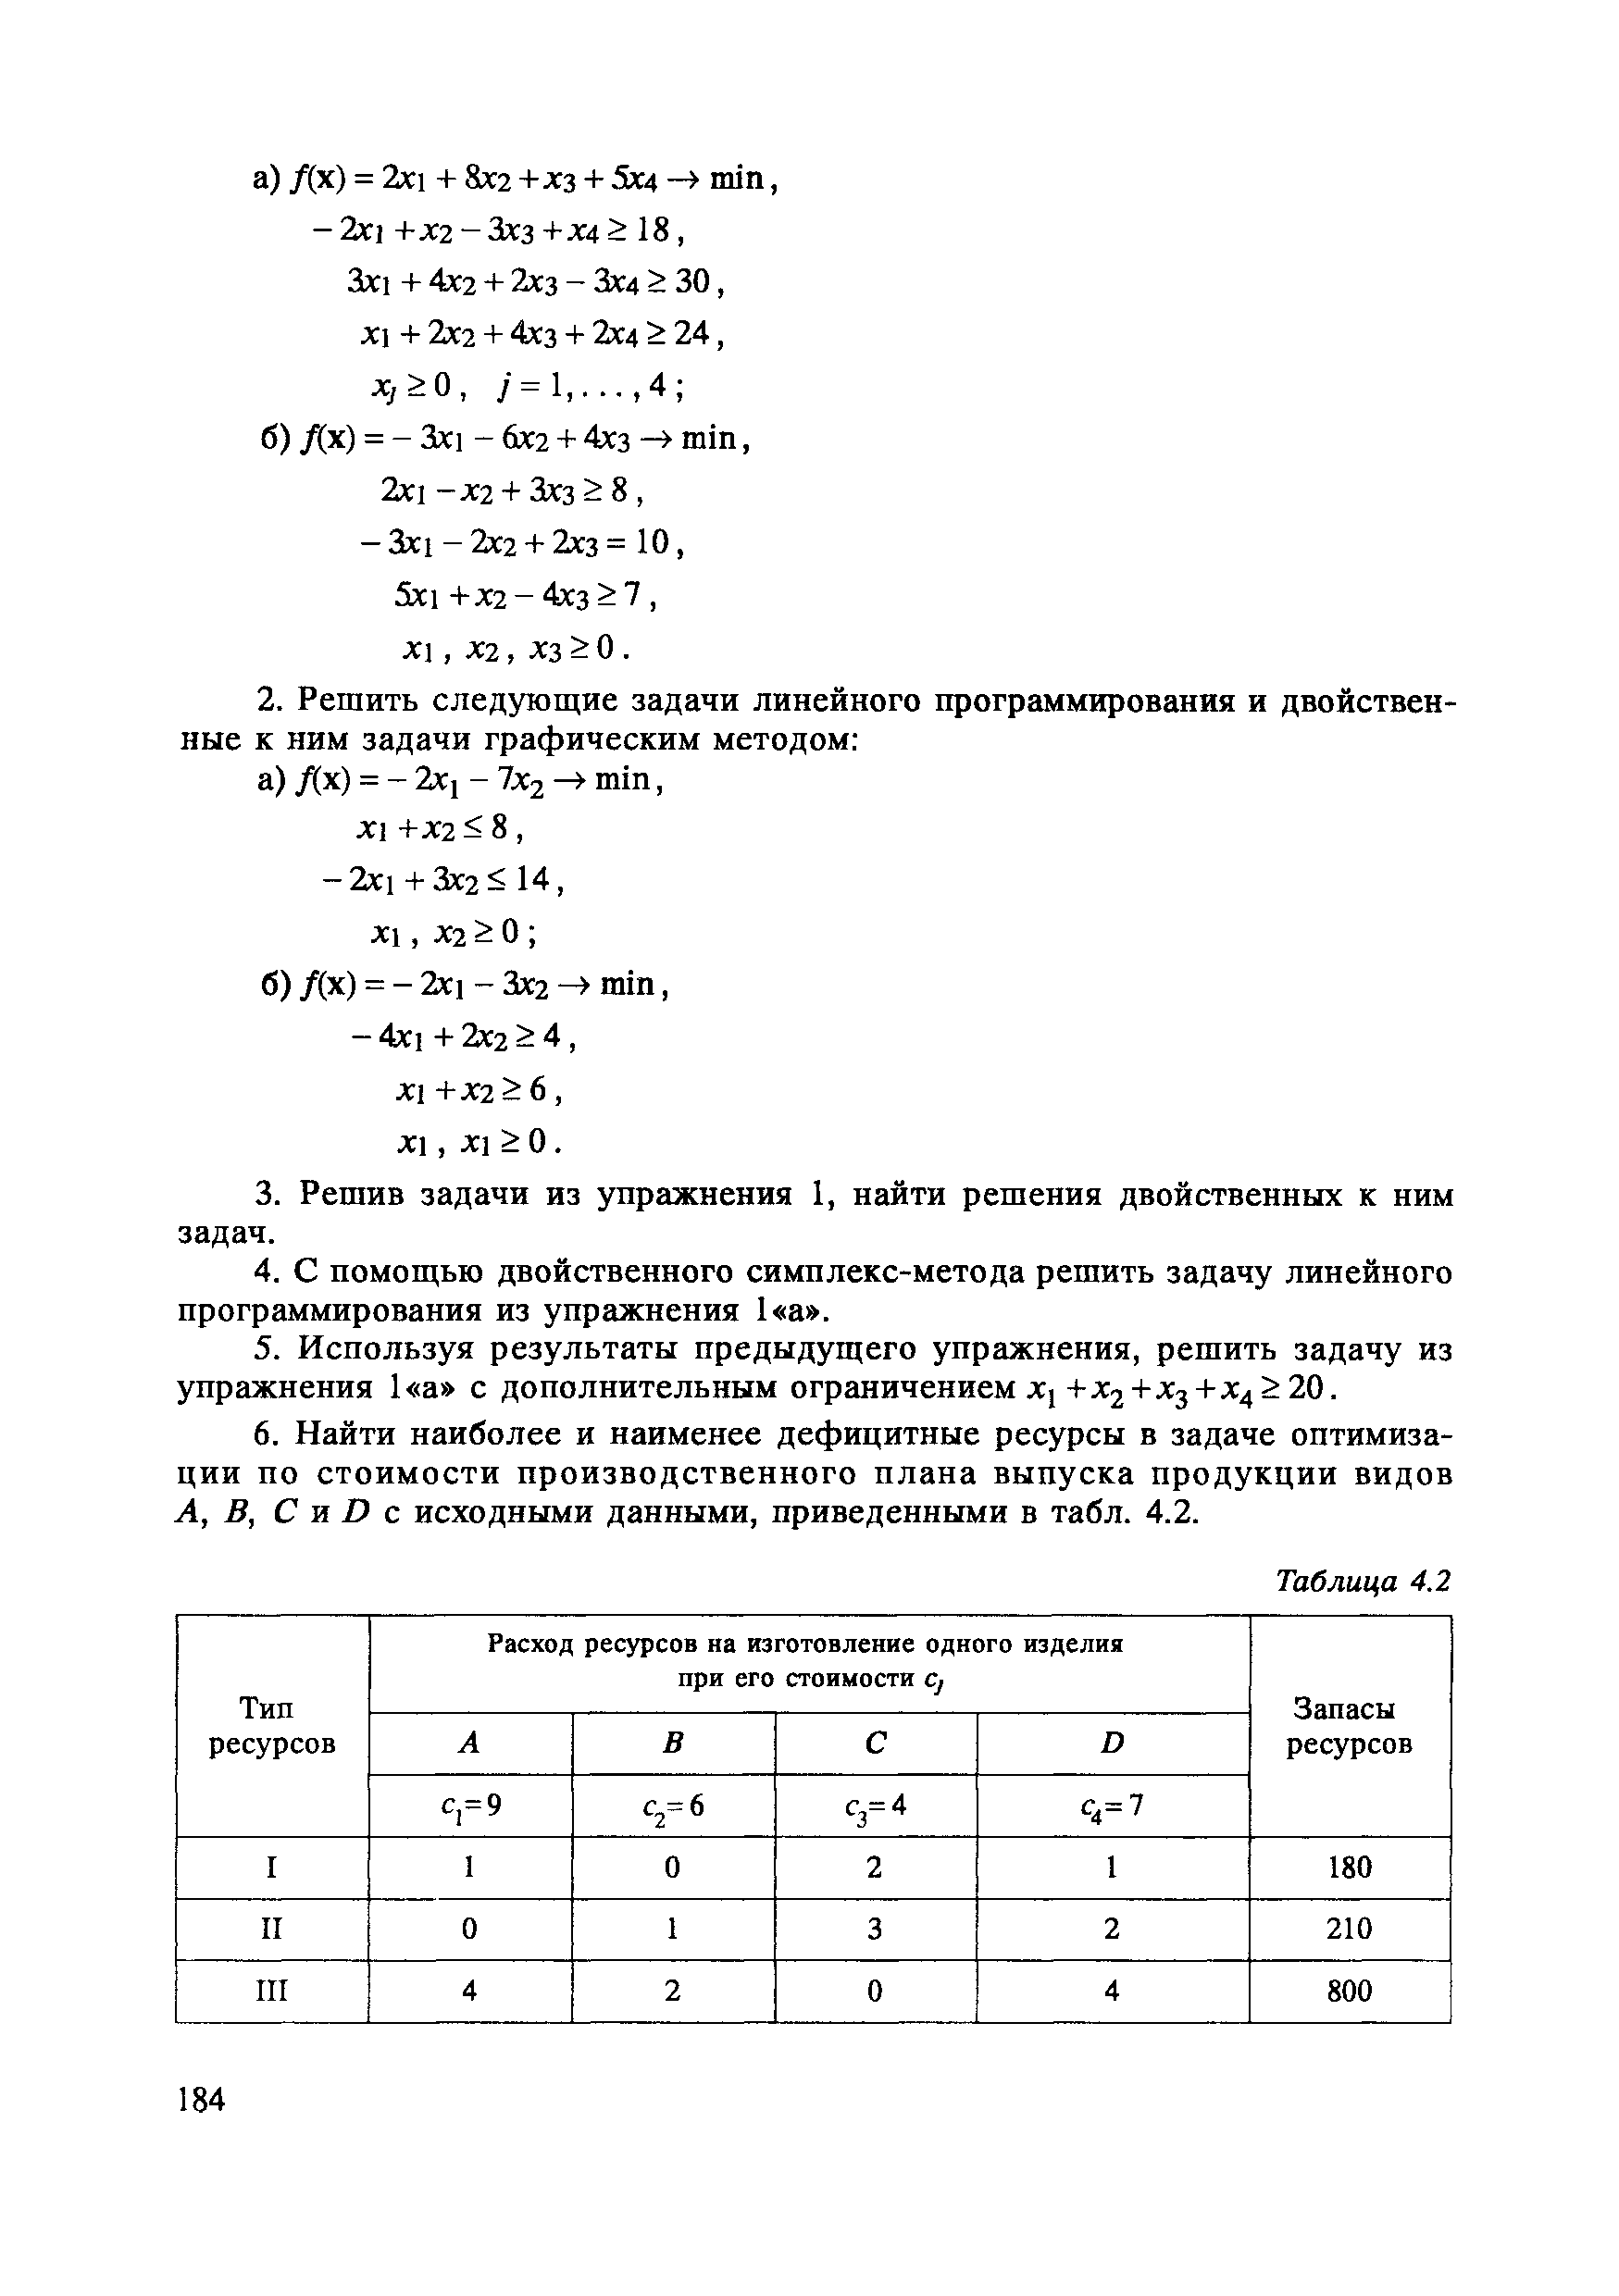 а) f(x) = 2x1 + 8x2 + x3 + 5x4 → min,
− 2x1 + x2 − 3x3 + x4 ≥ 18,
3x1 + 4x2 + 2x3 − 3x4 ≥ 30,
x1 + 2x2 + 4x3 + 2x4 ≥ 24,
xj ≥ 0, j = 1,...,4;
б) f(x) = − 3x1 − 6x2 + 4x3 → min,
2x1 − x2 + 3x3 ≥ 8,
− 3x1 − 2x2 + 2x3 = 10,
5x1 + x2 − 4x3 ≥ 7,
x1, x2, x3 ≥ 0.
2. Решить следующие задачи линейного программирования и двойствен-
ные к ним задачи графическим методом:
а) f(x) = − 2x1 − 7x2 → min,
x1 + x2 ≤ 8,
− 2x1 + 3x2 ≤ 14,
x1, x2 ≥ 0;
б) f(x) = − 2x1 − 3x2 → min,
− 4x1 + 2x2 ≥ 4,
x1 + x2 ≥ 6,
x1, x1 ≥ 0.
3. Решив задачи из упражнения 1, найти решения двойственных к ним
задач.
4. С помощью двойственного симплекс-метода решить задачу линейного
программирования из упражнения 1«а».
5. Используя результаты предыдущего упражнения, решить задачу из
упражнения 1«а» с дополнительным ограничением x1 + x2 + x3 + x4 ≥ 20.
6. Найти наиболее и наименее дефицитные ресурсы в задаче оптимиза-
ции по стоимости производственного плана выпуска продукции видов
A, B, C и D с исходными данными, приведенными в табл. 4.2.
Таблица 4.2
Тип
ресурсов
Расход ресурсов на изготовление одного изделия
при его стоимости cj
Запасы
ресурсов
A B C D
c1=9 c2=6 c3=4 c4=7
I 1 0 2 1 180
II 0 1 3 2 210
III 4 2 0 4 800
184